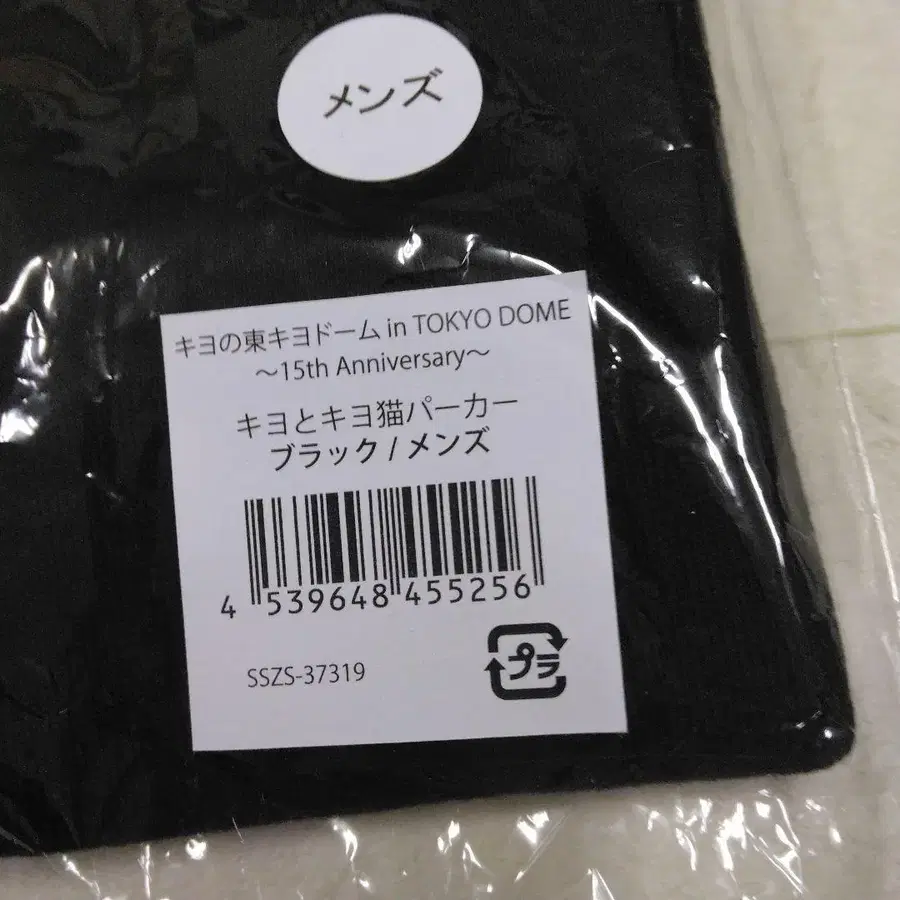 メンズ
キヨの東キヨドーム in TOKYO DOME
～15th Anniversary～
キヨとキヨ猫パーカー
ブラック / メンズ
4 539648 455256
SSZS-37319
プラ